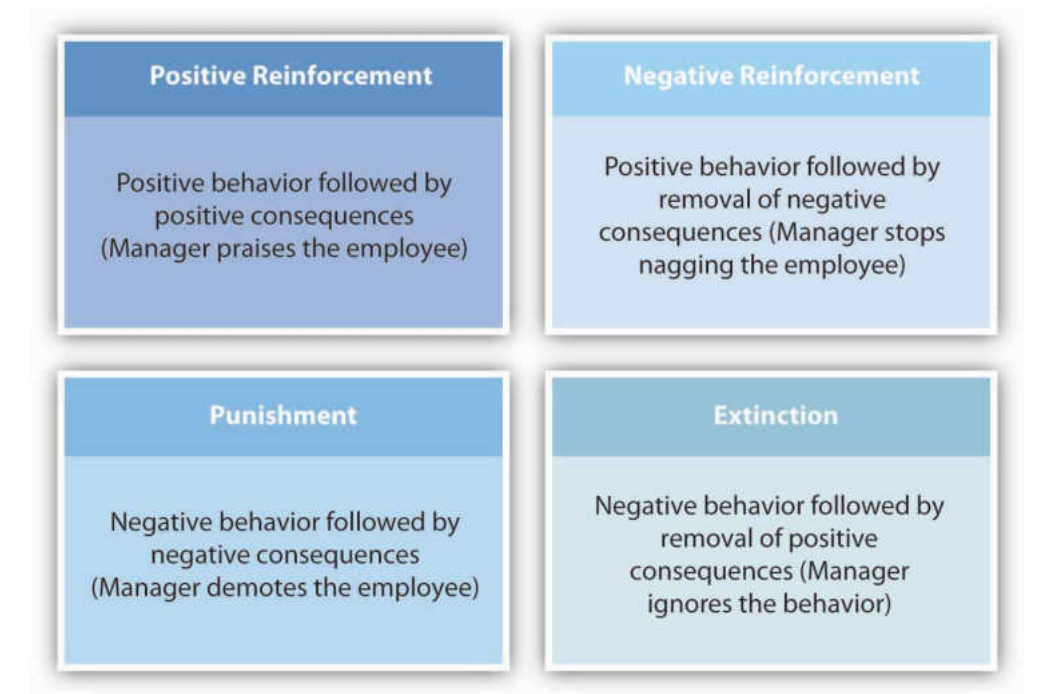 Positive Reinforcement
Positive behavior followed by
positive consequences
(Manager praises the employee)
Negative Reinforcement
Positive behavior followed by
removal of negative
consequences (Manager stops
nagging the employee)
Punishment
Negative behavior followed by
negative consequences
(Manager demotes the employee)
Extinction
Negative behavior followed by
removal of positive
consequences (Manager
ignores the behavior)